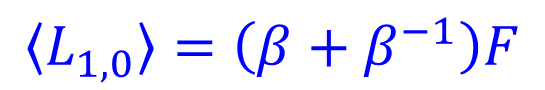 ⟨L₁,₀⟩ = (β + β⁻¹)F